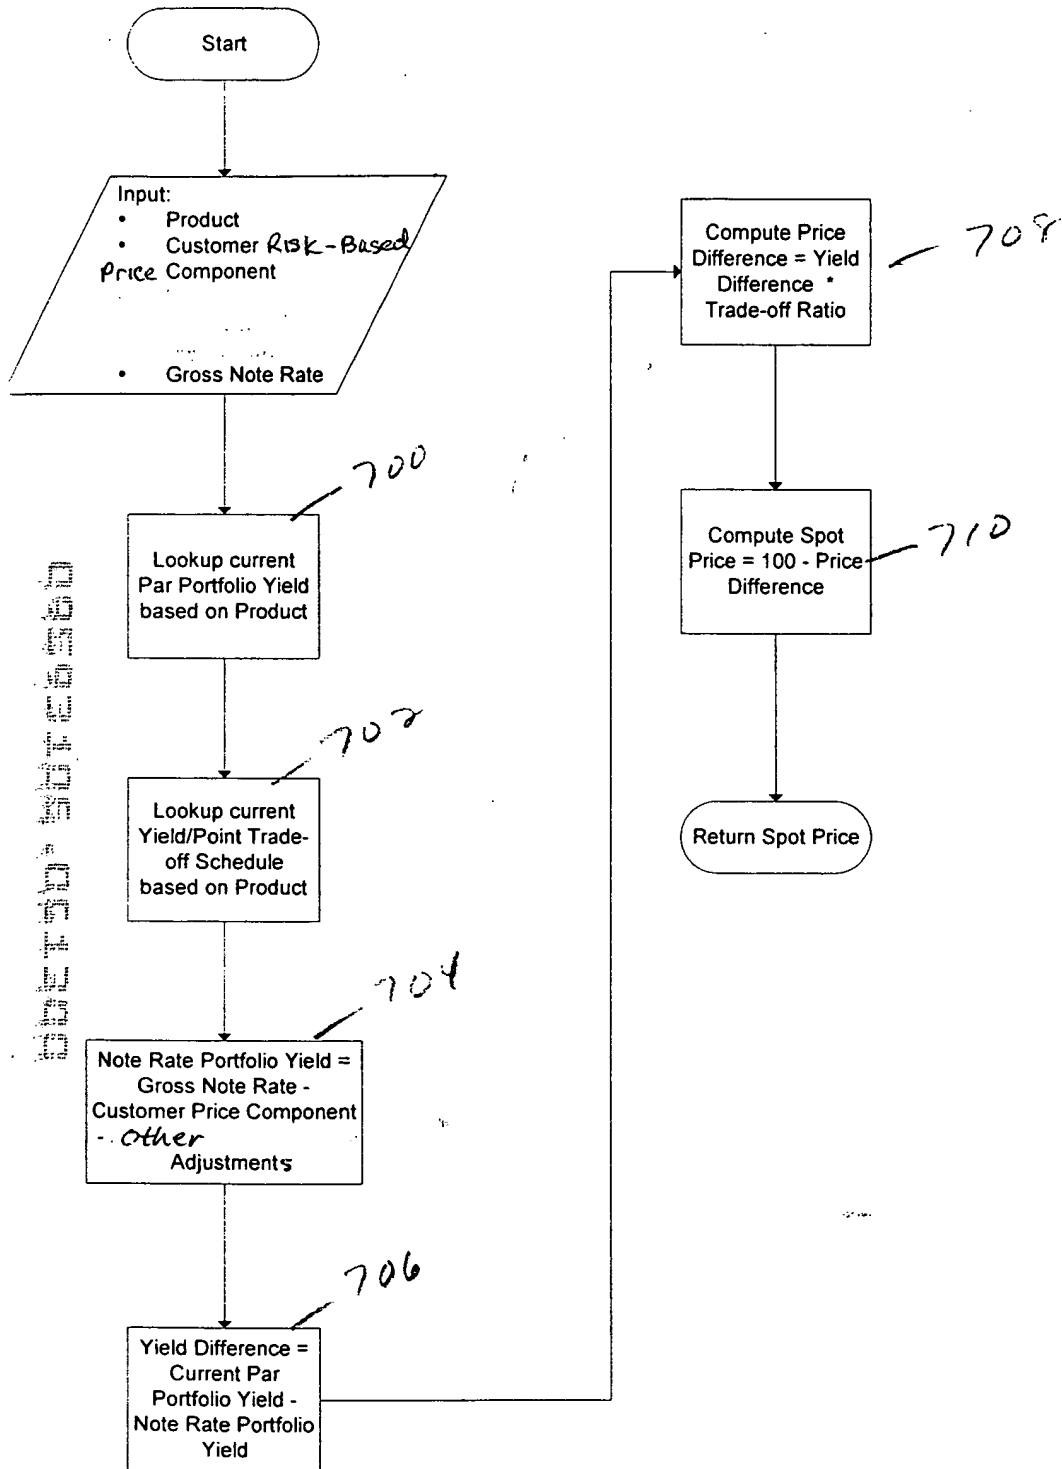 Start
Input:
• Product
• Customer Risk-Based
Price Component
• Gross Note Rate
700
Lookup current
Par Portfolio Yield
based on Product
702
Lookup current
Yield/Point Trade-
off Schedule
based on Product
704
Note Rate Portfolio Yield =
Gross Note Rate -
Customer Price Component
- other
Adjustments
706
Yield Difference =
Current Par
Portfolio Yield -
Note Rate Portfolio
Yield
708
Compute Price
Difference = Yield
Difference *
Trade-off Ratio
710
Compute Spot
Price = 100 - Price
Difference
Return Spot Price